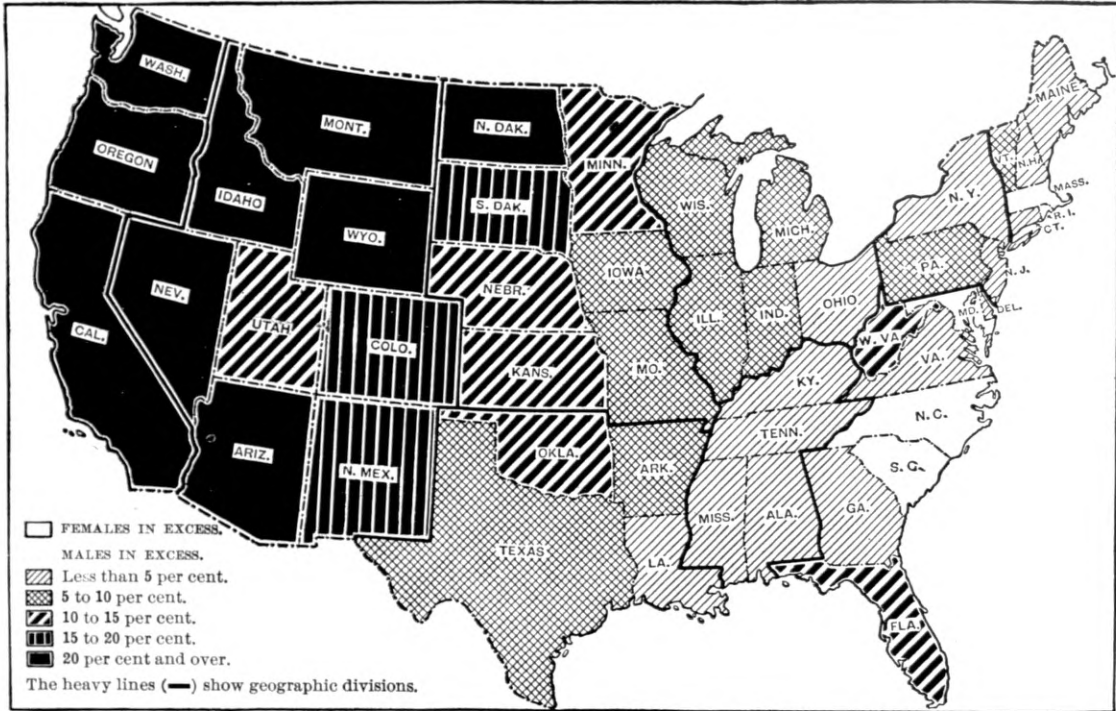 WASH.
MONT.
N. DAK.
MINN.
MAINE
OREGON
IDAHO
S. DAK.
WIS.
MICH.
N. Y.
VT.
N.H.
MASS.
R. I.
CT.
WYO.
NEV.
UTAH
NEBR.
IOWA
PA.
N. J.
CAL.
COLO.
KANS.
MO.
ILL.
IND.
OHIO
W. VA.
MD.
DEL.
VA.
KY.
ARIZ.
N. MEX.
OKLA.
ARK.
TENN.
N. C.
S. C.
TEXAS
LA.
MISS.
ALA.
GA.
FLA.
FEMALES IN EXCESS.
MALES IN EXCESS.
Less than 5 per cent.
5 to 10 per cent.
10 to 15 per cent.
15 to 20 per cent.
20 per cent and over.
The heavy lines (—) show geographic divisions.